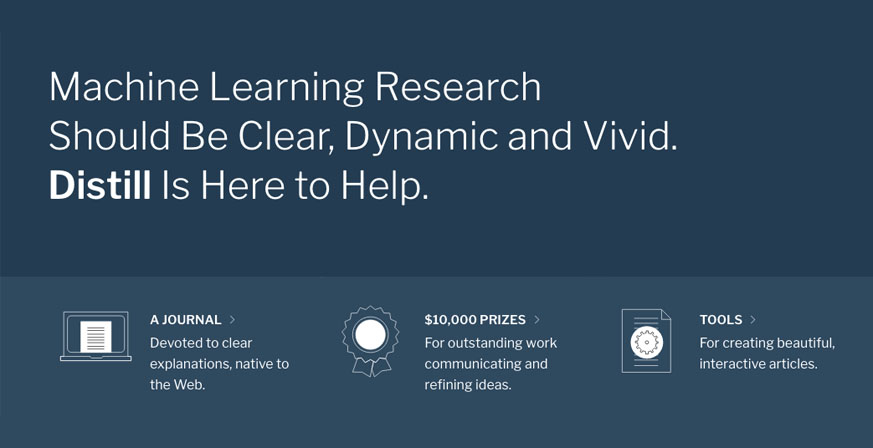 Machine Learning Research
Should Be Clear, Dynamic and Vivid.
Distill Is Here to Help.
A JOURNAL
Devoted to clear
explanations, native to
the Web.
$10,000 PRIZES
For outstanding work
communicating and
refining ideas.
TOOLS
For creating beautiful,
interactive articles.